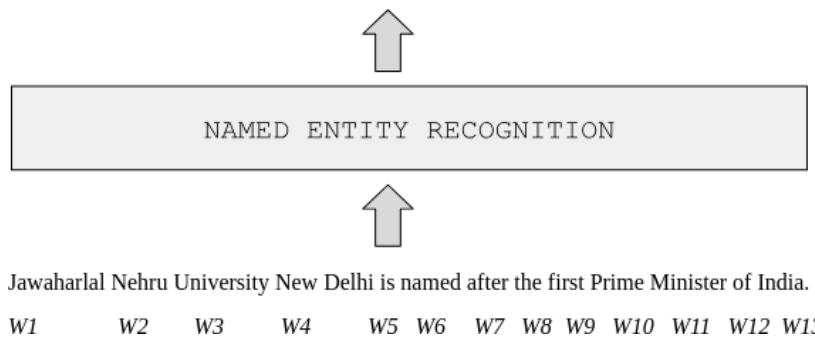 NAMED ENTITY RECOGNITION
Jawaharlal Nehru University New Delhi is named after the first Prime Minister of India.
W1 W2 W3 W4 W5 W6 W7 W8 W9 W10 W11 W12 W13